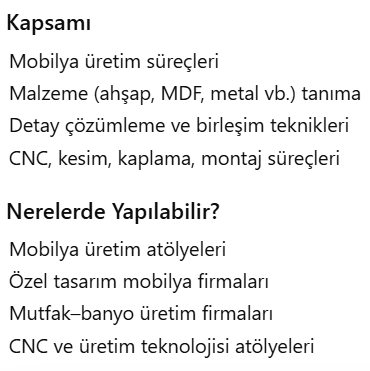 Kapsamı
Mobilya üretim süreçleri
Malzeme (ahşap, MDF, metal vb.) tanıma
Detay çözümleme ve birleşim teknikleri
CNC, kesim, kaplama, montaj süreçleri
Nerelerde Yapılabilir?
Mobilya üretim atölyeleri
Özel tasarım mobilya firmaları
Mutfak–banyo üretim firmaları
CNC ve üretim teknolojisi atölyeleri